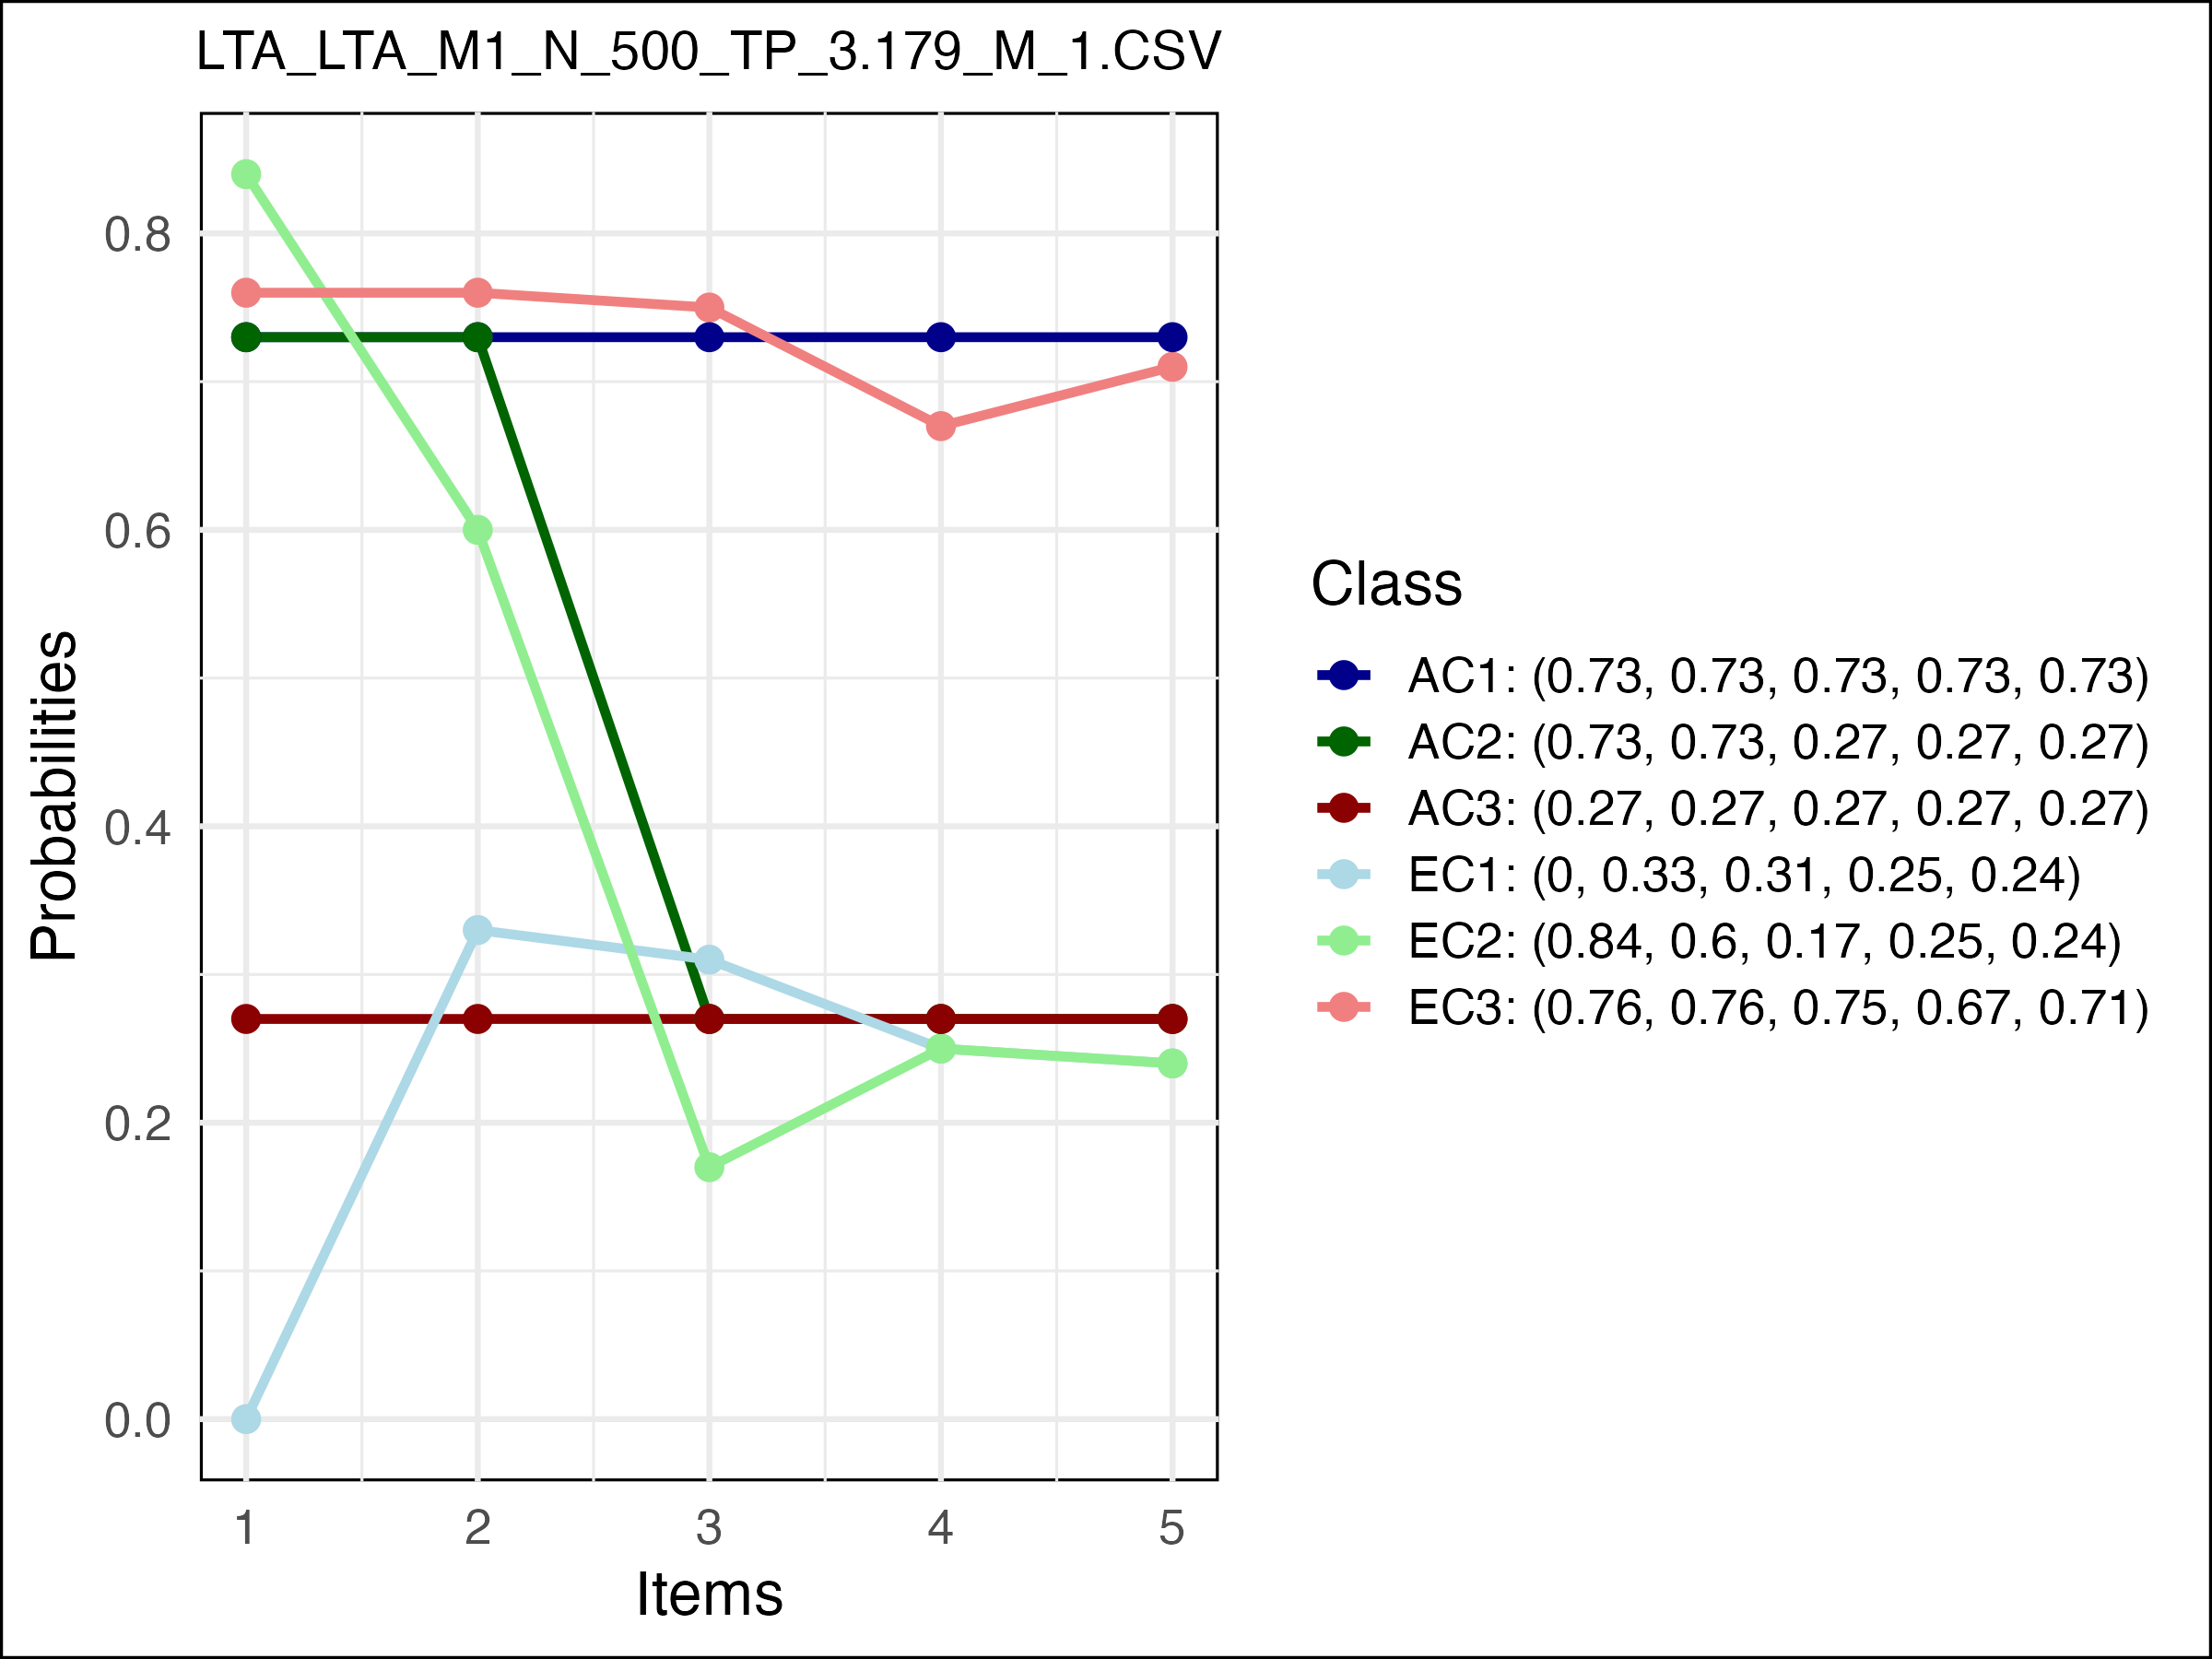 LTA_LTA_M1_N_500_TP_3.179_M_1.CSV
0.8
0.6
0.4
0.2
0.0
Probabilities
1 2 3 4 5
Items
Class
AC1: (0.73, 0.73, 0.73, 0.73, 0.73)
AC2: (0.73, 0.73, 0.27, 0.27, 0.27)
AC3: (0.27, 0.27, 0.27, 0.27, 0.27)
EC1: (0, 0.33, 0.31, 0.25, 0.24)
EC2: (0.84, 0.6, 0.17, 0.25, 0.24)
EC3: (0.76, 0.76, 0.75, 0.67, 0.71)